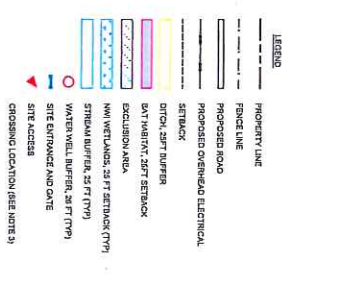 LEGEND
PROPERTY LINE
FENCE LINE
PROPOSED ROAD
PROPOSED OVERHEAD ELECTRICAL
SETBACK
DITCH, 25FT BUFFER
BAT HABITAT, 25FT SETBACK
EXCLUSION AREA
NWI WETLANDS, 25 FT SETBACK (TYP)
STREAM BUFFER, 25 FT (TYP)
WATER WELL BUFFER, 25 FT (TYP)
SITE ENTRANCE AND GATE
SITE ACCESS
CROSSING LOCATION (SEE NOTE 3)